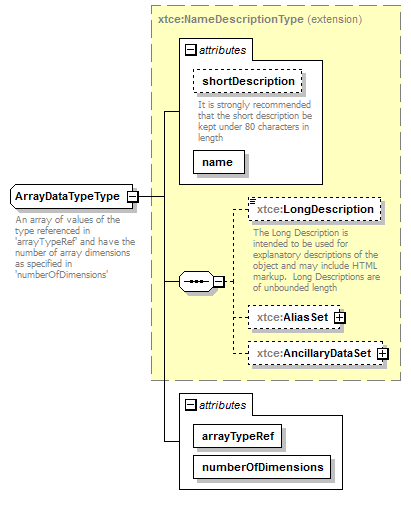 xtce:NameDescriptionType (extension)
attributes
shortDescription
It is strongly recommended
that the short description be
kept under 80 characters in
length
name
ArrayDataTypeType
An array of values of the
type referenced in
'arrayTypeRef' and have the
number of array dimensions
as specified in
'numberOfDimensions'
xtce:LongDescription
The Long Description is
intended to be used for
explanatory descriptions of the
object and may include HTML
markup.  Long Descriptions are
of unbounded length
xtce:AliasSet
xtce:AncillaryDataSet
attributes
arrayTypeRef
numberOfDimensions